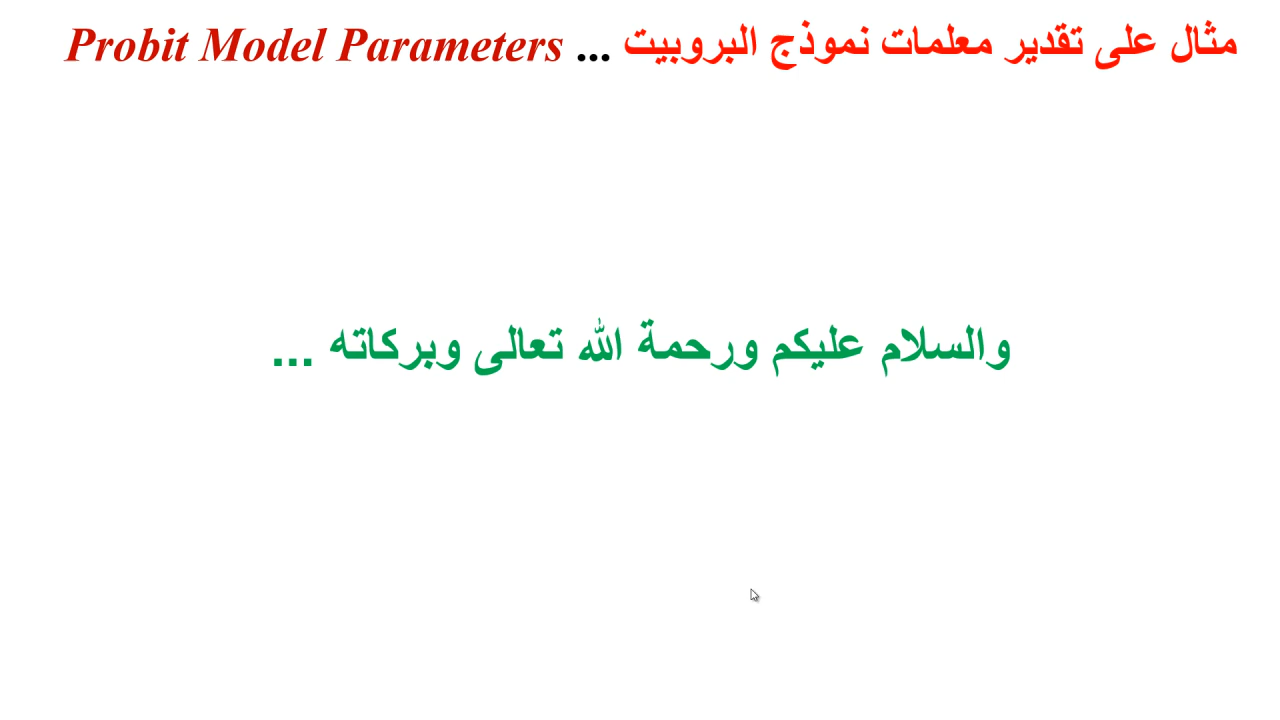 مثال على تقدير معلمات نموذج البروبيت ... Probit Model Parameters
والسلام عليكم ورحمة الله تعالى وبركاته ...